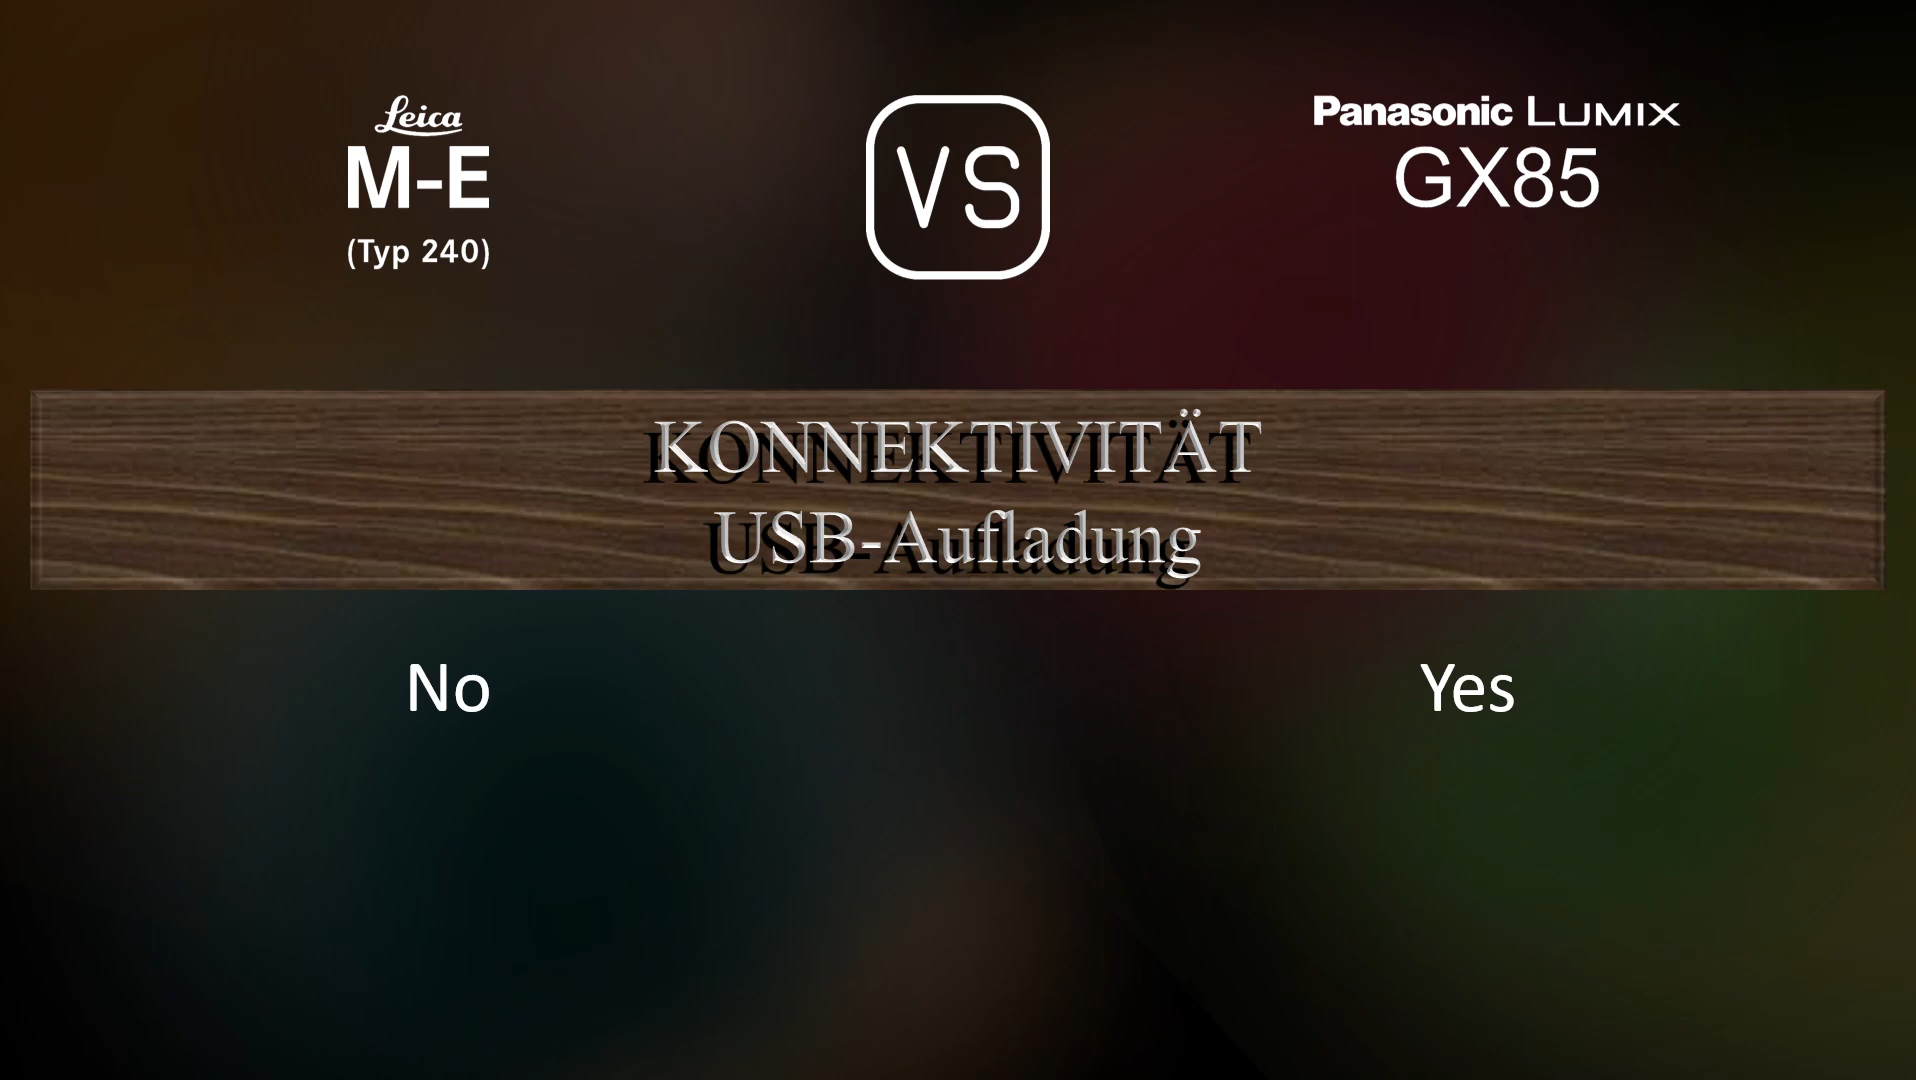 Leica
M-E
(Typ 240)
VS
Panasonic LUMIX
GX85
KONNEKTIVITÄT
USB-Aufladung
No
Yes